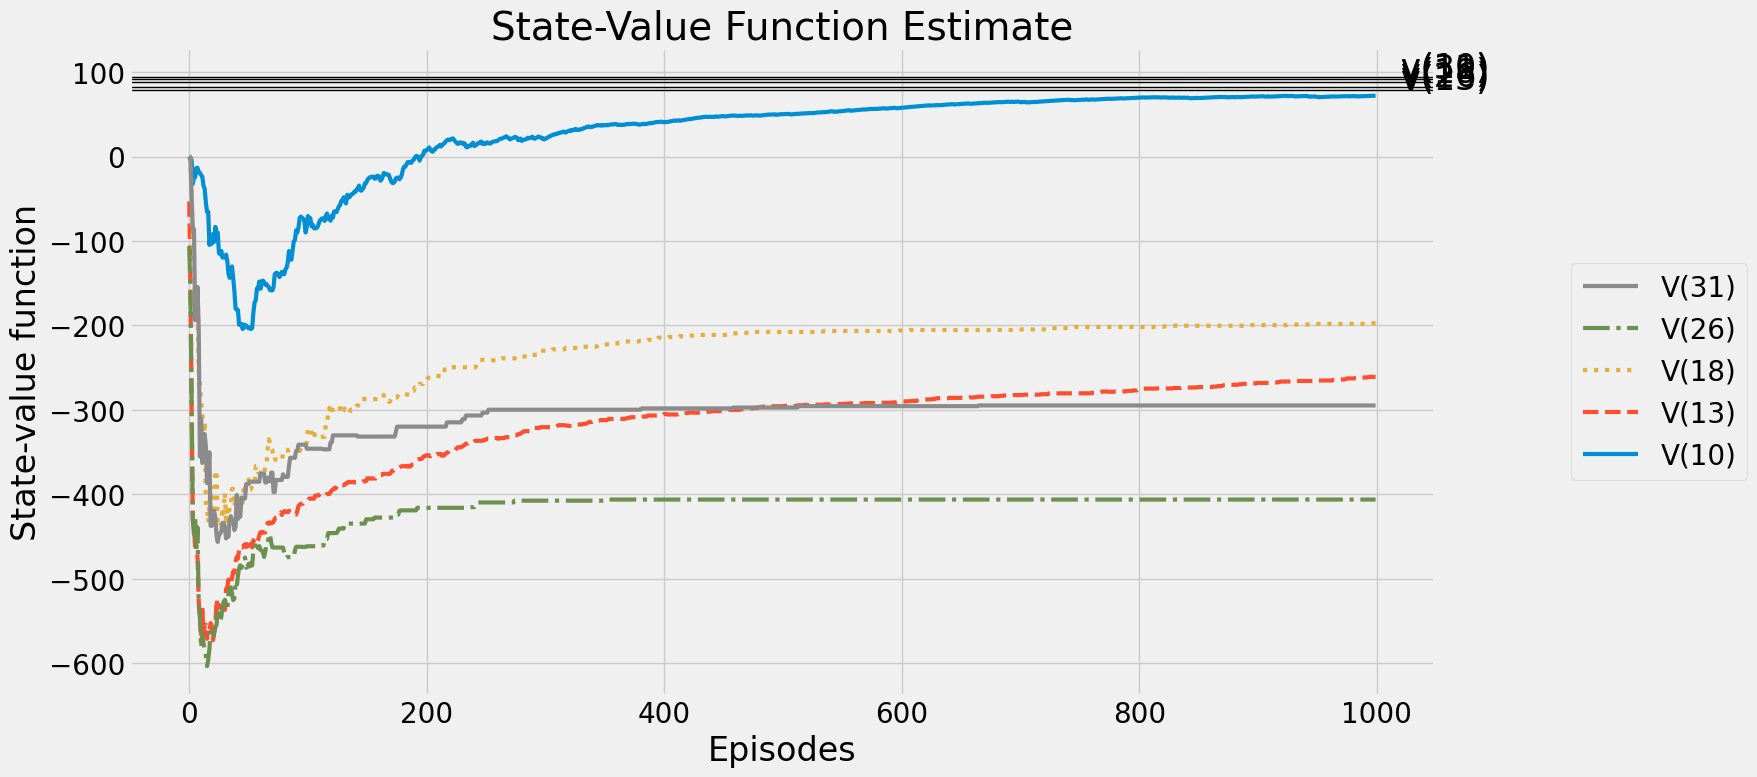 State-Value Function Estimate
State-value function
100
0
−100
−200
−300
−400
−500
−600
0
200
400
600
800
1000
Episodes
V(31)
V(26)
V(18)
V(13)
V(10)